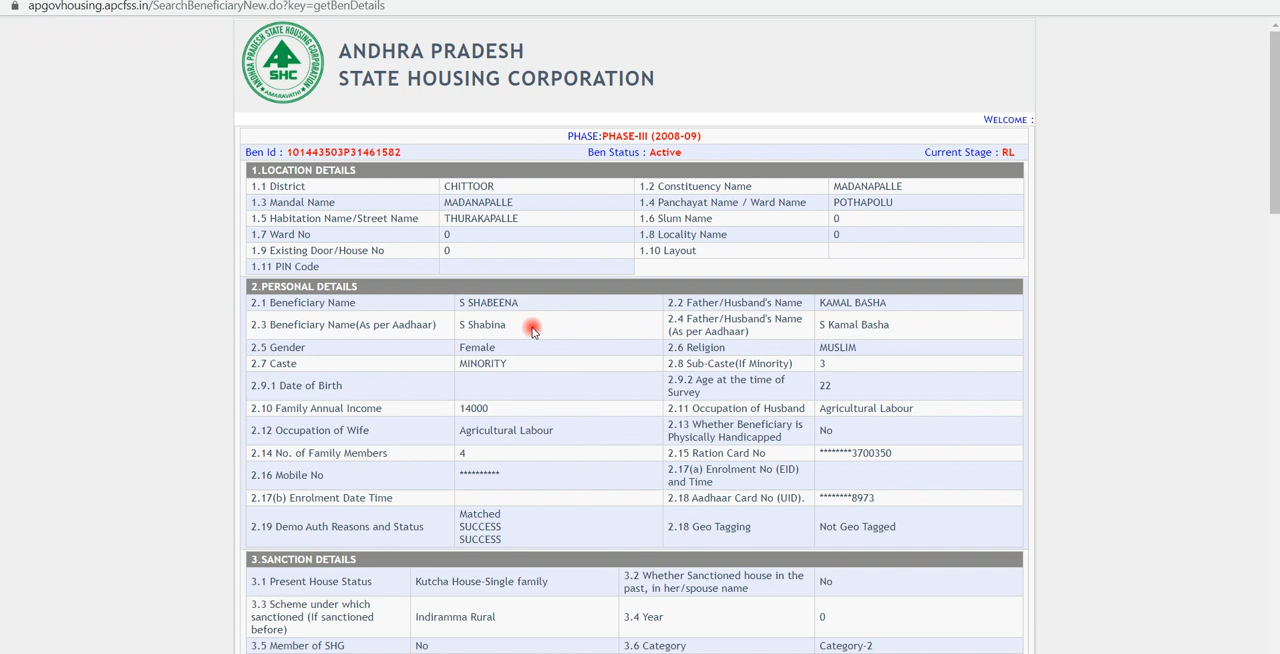 apgovhousing.apcfss.in/SearchBeneficiaryNew.do?key=getBenDetails
ANDHRA PRADESH STATE HOUSING CORPORATION
SHC
AMARAVATHI
ANDHRA PRADESH
STATE HOUSING CORPORATION
WELCOME :
PHASE:PHASE-III (2008-09)
Ben Id : 101443503P31461582 Ben Status : Active Current Stage : RL
1.LOCATION DETAILS
1.1 District CHITTOOR 1.2 Constituency Name MADANAPALLE
1.3 Mandal Name MADANAPALLE 1.4 Panchayat Name / Ward Name POTHAPOLU
1.5 Habitation Name/Street Name THURAKAPALLE 1.6 Slum Name 0
1.7 Ward No 0 1.8 Locality Name 0
1.9 Existing Door/House No 0 1.10 Layout
1.11 PIN Code
2.PERSONAL DETAILS
2.1 Beneficiary Name S SHABEENA 2.2 Father/Husband's Name KAMAL BASHA
2.3 Beneficiary Name(As per Aadhaar) S Shabina 2.4 Father/Husband's Name
(As per Aadhaar) S Kamal Basha
2.5 Gender Female 2.6 Religion MUSLIM
2.7 Caste MINORITY 2.8 Sub-Caste(If Minority) 3
2.9.1 Date of Birth 2.9.2 Age at the time of
Survey 22
2.10 Family Annual Income 14000 2.11 Occupation of Husband Agricultural Labour
2.12 Occupation of Wife Agricultural Labour 2.13 Whether Beneficiary is
Physically Handicapped No
2.14 No. of Family Members 4 2.15 Ration Card No ********3700350
2.16 Mobile No ********** 2.17(a) Enrolment No (EID)
and Time
2.17(b) Enrolment Date Time 2.18 Aadhaar Card No (UID). ********8973
2.19 Demo Auth Reasons and Status Matched
SUCCESS
SUCCESS
2.18 Geo Tagging Not Geo Tagged
3.SANCTION DETAILS
3.1 Present House Status Kutcha House-Single family 3.2 Whether Sanctioned house in the
past, in her/spouse name No
3.3 Scheme under which
sanctioned (If sanctioned
before) Indiramma Rural 3.4 Year 0
3.5 Member of SHG No 3.6 Category Category-2